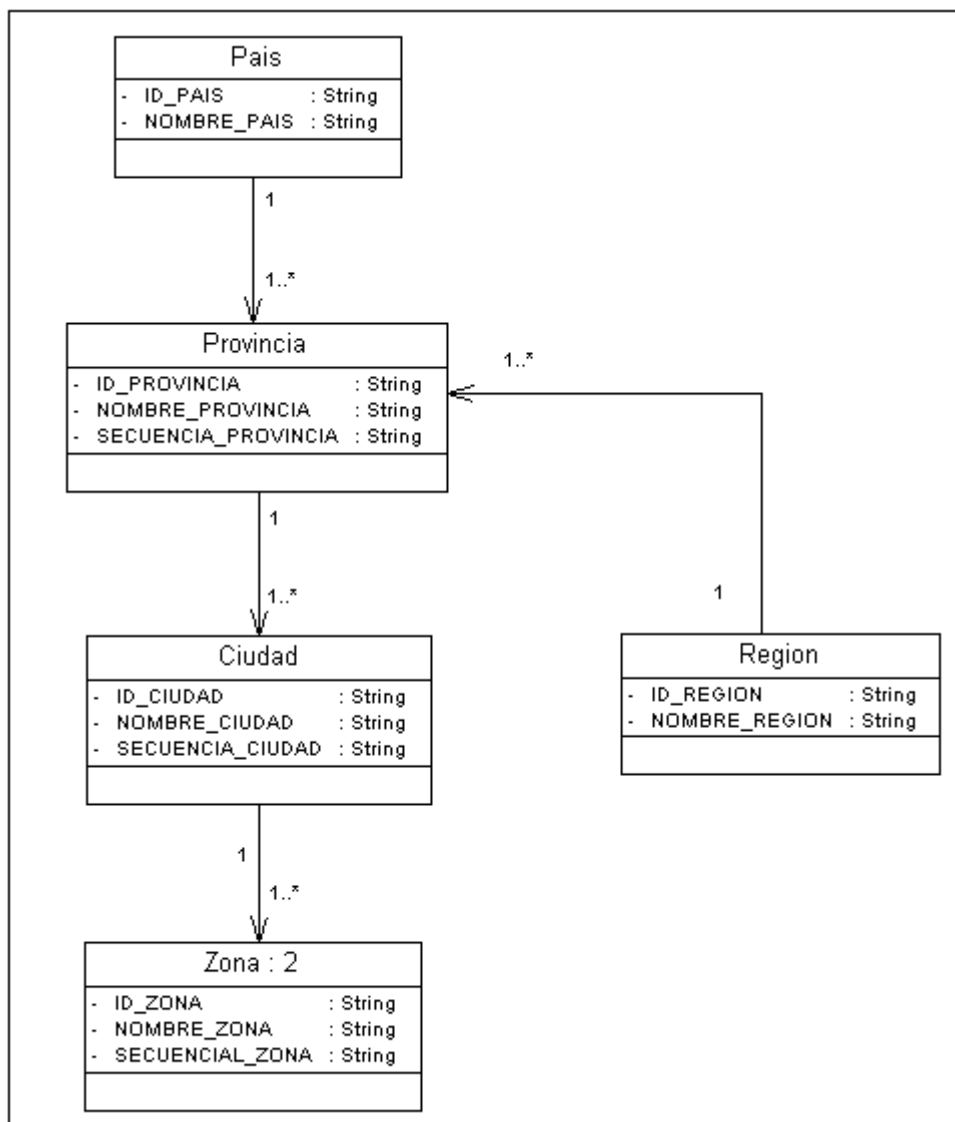 Pais
- ID_PAIS : String
- NOMBRE_PAIS : String
1
1..*
Provincia
- ID_PROVINCIA : String
- NOMBRE_PROVINCIA : String
- SECUENCIA_PROVINCIA : String
1..*
1
1..*
1
Ciudad
- ID_CIUDAD : String
- NOMBRE_CIUDAD : String
- SECUENCIA_CIUDAD : String
Region
- ID_REGION : String
- NOMBRE_REGION : String
1
1..*
Zona : 2
- ID_ZONA : String
- NOMBRE_ZONA : String
- SECUENCIAL_ZONA : String